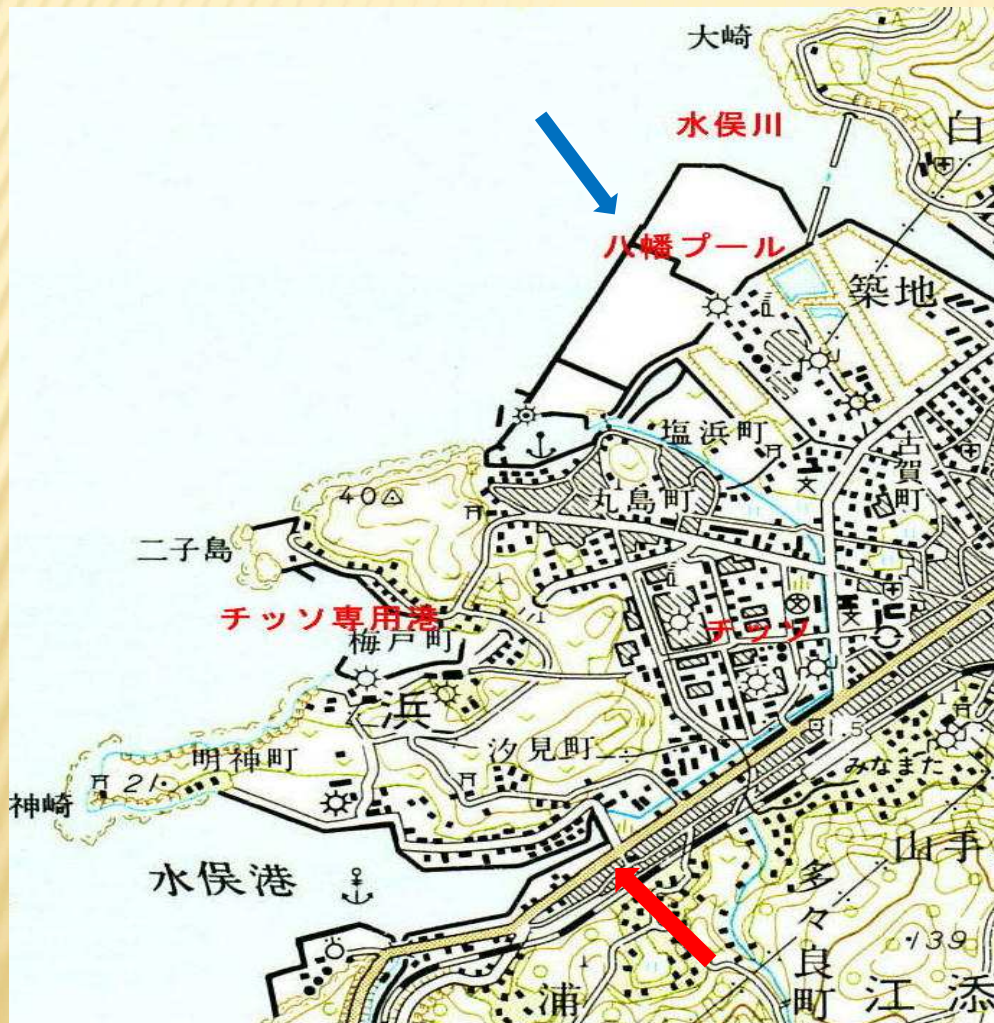 大崎
水俣川
白
八幡プール
築地
塩浜町
古賀町
丸島町
40
二子島
チッソ専用港
チッソ
梅戸町
浜
汐見町
1.5
明神町
みなまた
21
神崎
山手
水俣港
多々良町
139
浦
江添